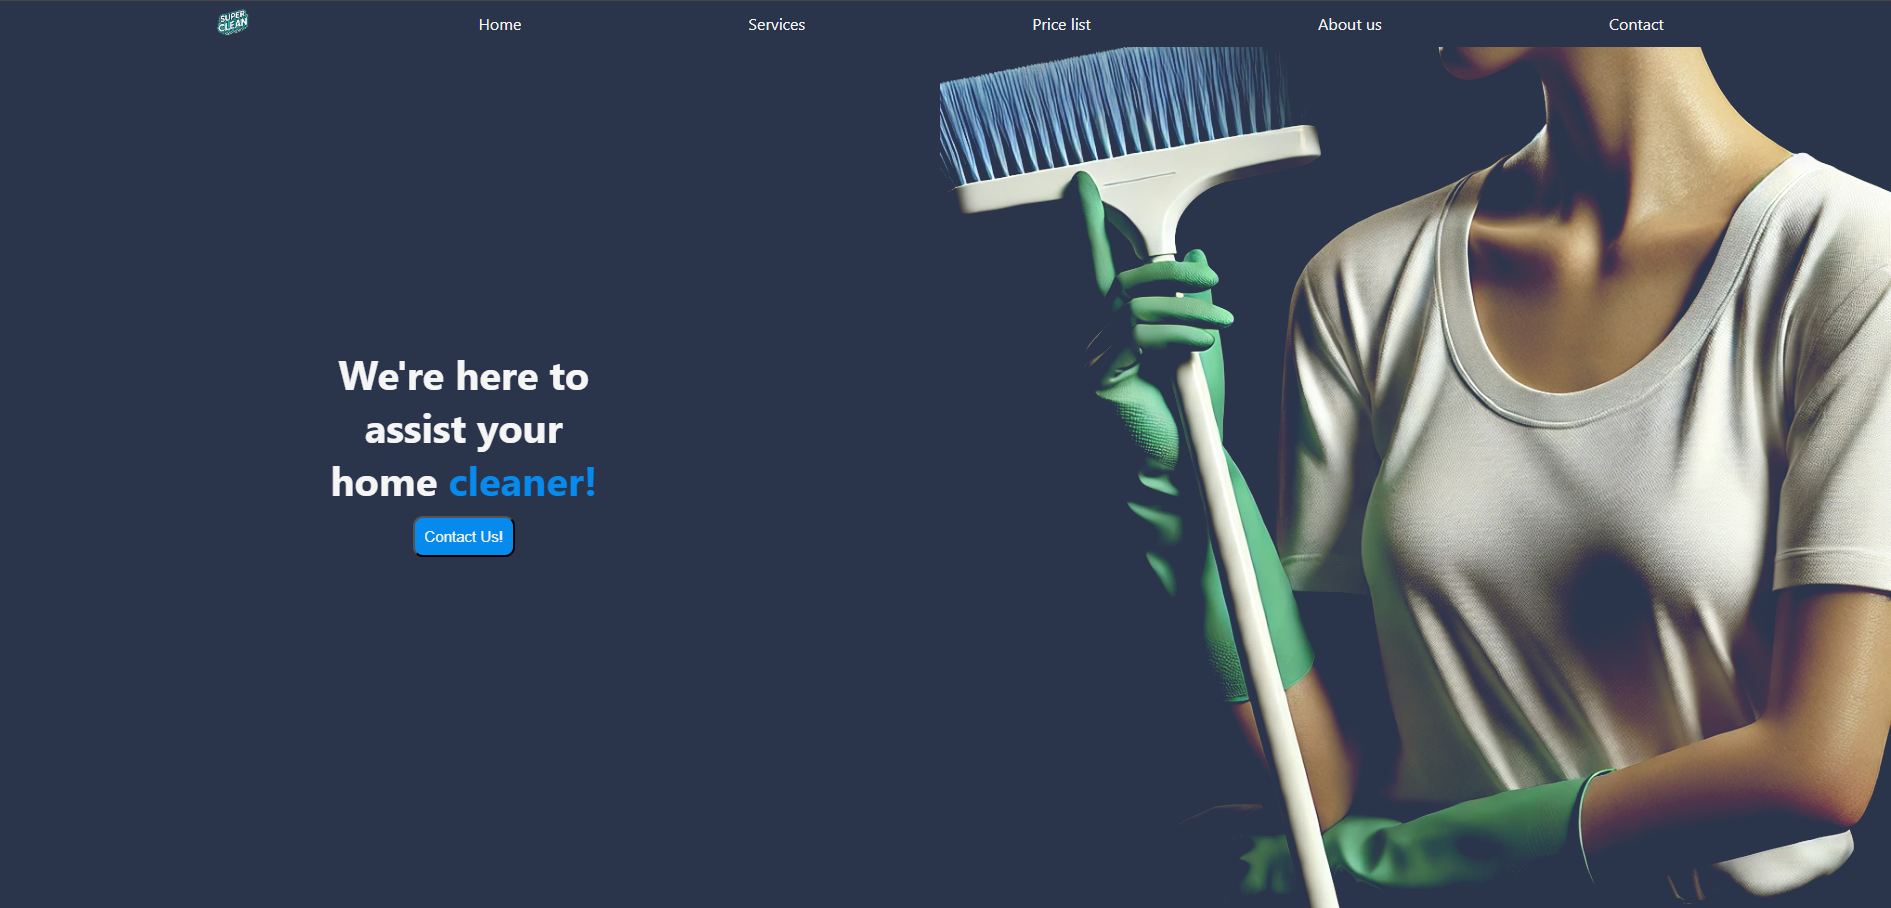 SUPER
CLEAN
Home
Services
Price list
About us
Contact
We're here to
assist your
home cleaner!
Contact Us!